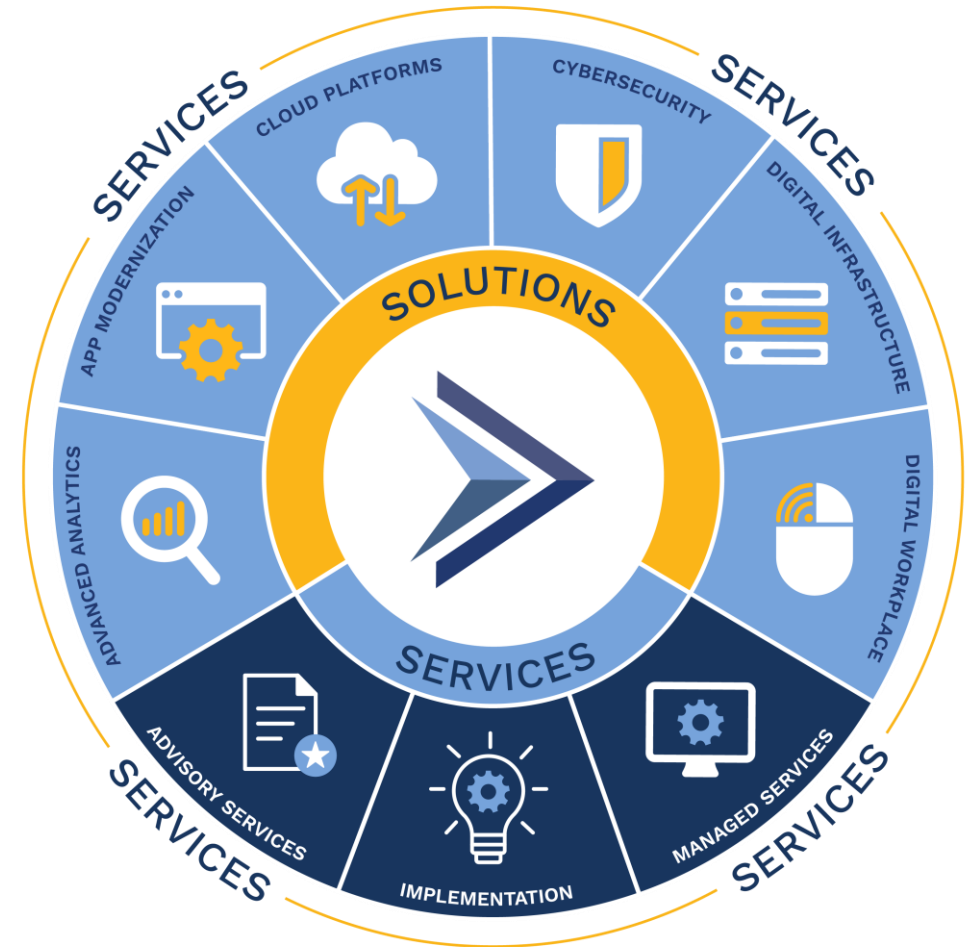 SERVICES
SERVICES
CLOUD PLATFORMS
CYBERSECURITY
APP MODERNIZATION
DIGITAL INFRASTRUCTURE
SOLUTIONS
ADVANCED ANALYTICS
DIGITAL WORKPLACE
SERVICES
ADVISORY SERVICES
IMPLEMENTATION
MANAGED SERVICES
SERVICES
SERVICES